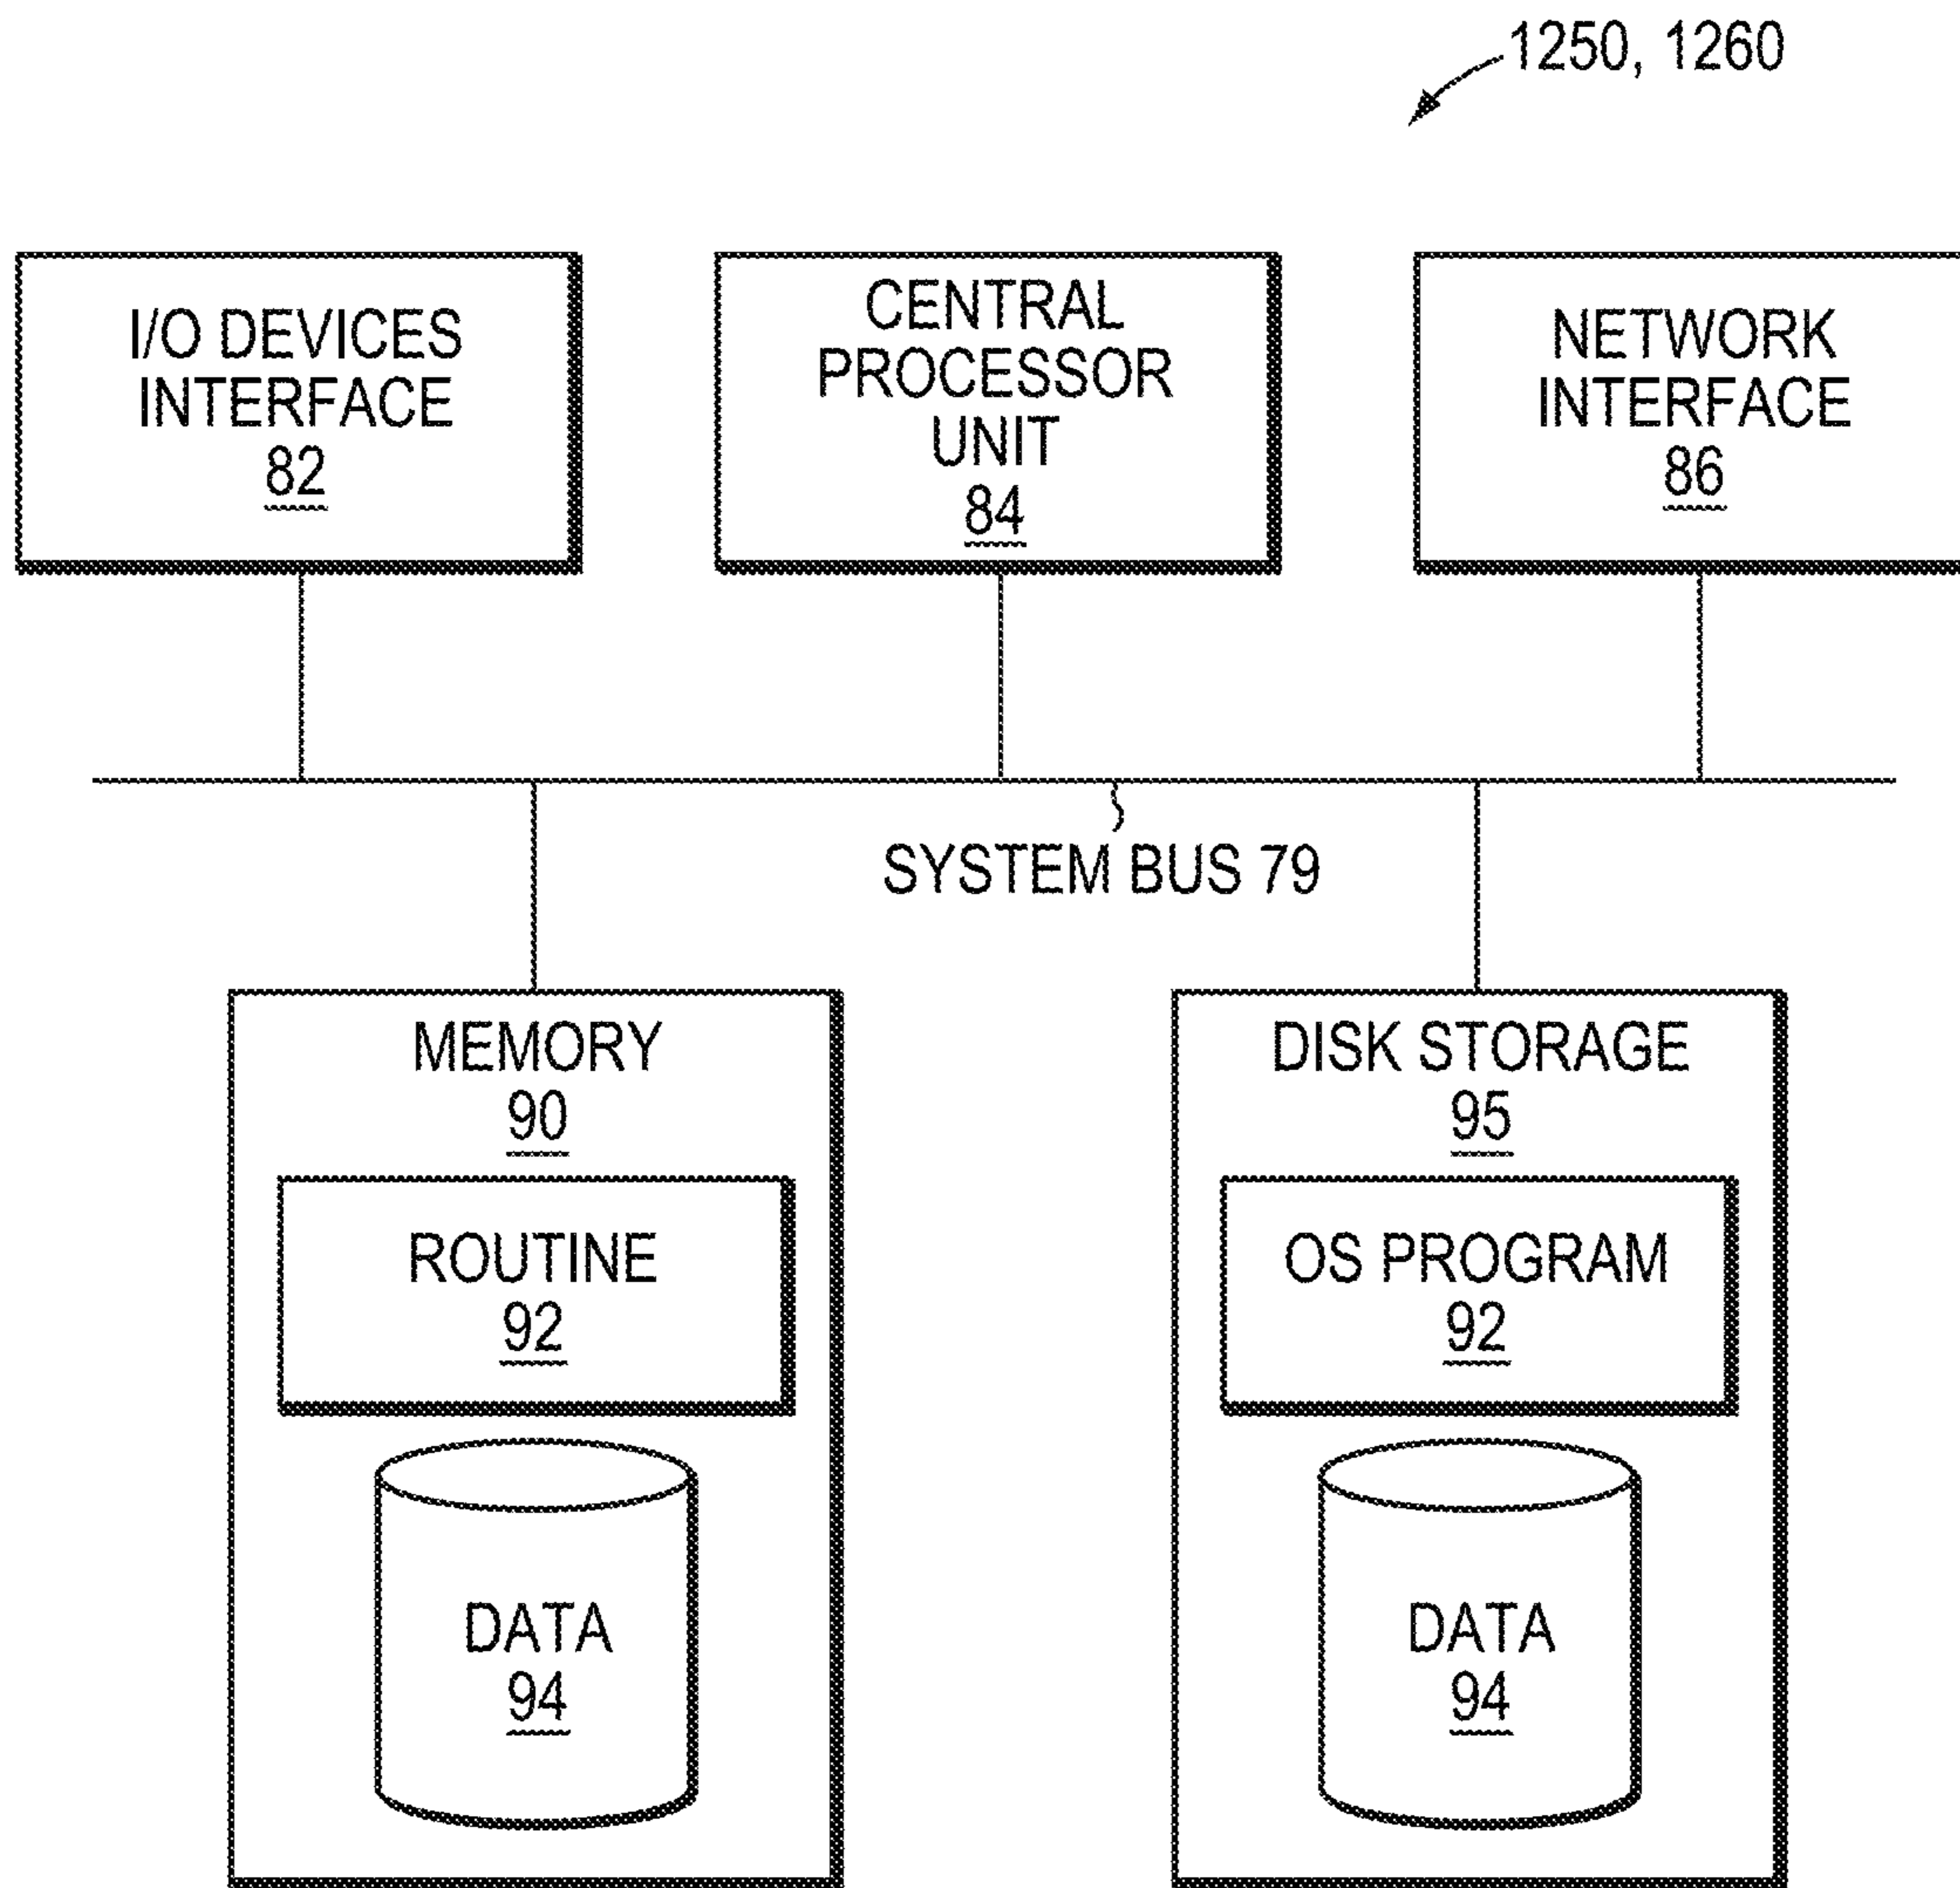 1250, 1260
I/O DEVICES
INTERFACE
82
CENTRAL
PROCESSOR
UNIT
84
NETWORK
INTERFACE
86
SYSTEM BUS 79
MEMORY
90
ROUTINE
92
DATA
94
DISK STORAGE
95
OS PROGRAM
92
DATA
94